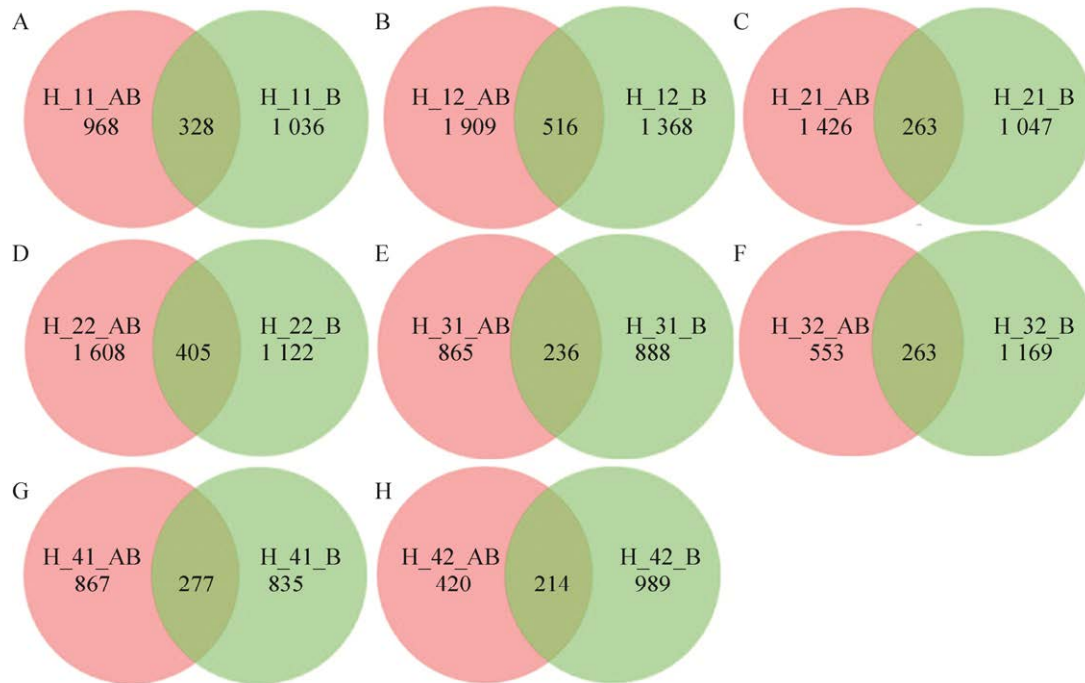 A
H_11_AB
968
328
H_11_B
1 036
B
H_12_AB
1 909
516
H_12_B
1 368
C
H_21_AB
1 426
263
H_21_B
1 047
D
H_22_AB
1 608
405
H_22_B
1 122
E
H_31_AB
865
236
H_31_B
888
F
H_32_AB
553
263
H_32_B
1 169
G
H_41_AB
867
277
H_41_B
835
H
H_42_AB
420
214
H_42_B
989